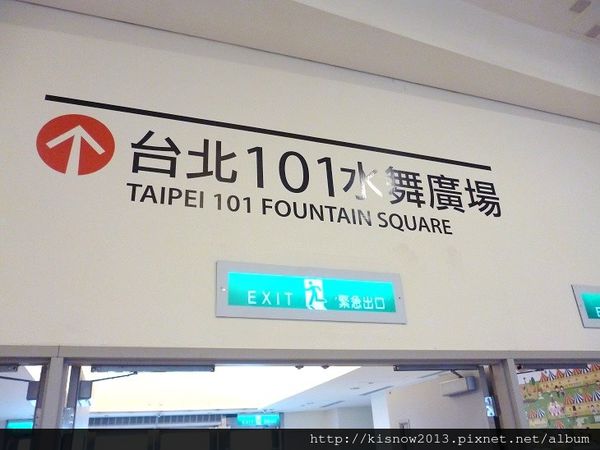 台北101水舞廣場
TAIPEI 101 FOUNTAIN SQUARE
EXIT 緊急出口
E
http://kisnow2013.pixnet.net/album